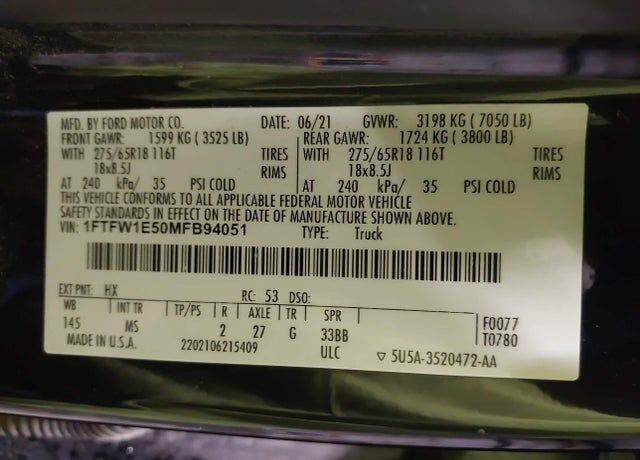 MFD. BY FORD MOTOR CO. DATE: 06/21 GVWR: 3198 KG ( 7050 LB)
FRONT GAWR: 1599 KG ( 3525 LB) REAR GAWR: 1724 KG ( 3800 LB)
WITH 275/65R18 116T TIRES WITH 275/65R18 116T TIRES
18x8.5J RIMS 18x8.5J RIMS
AT 240 kPa/ 35 PSI COLD AT 240 kPa/ 35 PSI COLD
THIS VEHICLE CONFORMS TO ALL APPLICABLE FEDERAL MOTOR VEHICLE
SAFETY STANDARDS IN EFFECT ON THE DATE OF MANUFACTURE SHOWN ABOVE.
VIN: 1FTFW1E50MFB94051 TYPE: Truck
EXT PNT: HX RC: 53 DSO:
WB INT TR TP/PS R AXLE TR SPR F0077
145 MS 2 27 G 33BB T0780
MADE IN U.S.A. 2202106215409 ULC ▽ 5U5A-3520472-AA